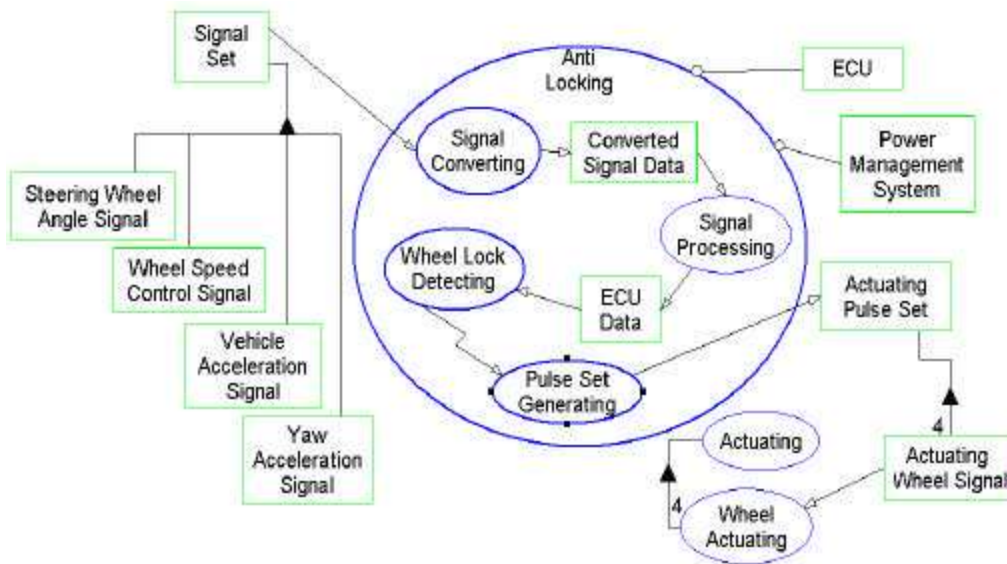 Signal
Set
Anti
Locking
ECU
Signal
Converting
Converted
Signal Data
Power
Management
System
Steering Wheel
Angle Signal
Signal
Processing
Wheel Speed
Control Signal
Wheel Lock
Detecting
ECU
Data
Actuating
Pulse Set
Vehicle
Acceleration
Signal
Pulse Set
Generating
Yaw
Acceleration
Signal
Actuating
4
Actuating
Wheel Signal
4
Wheel
Actuating